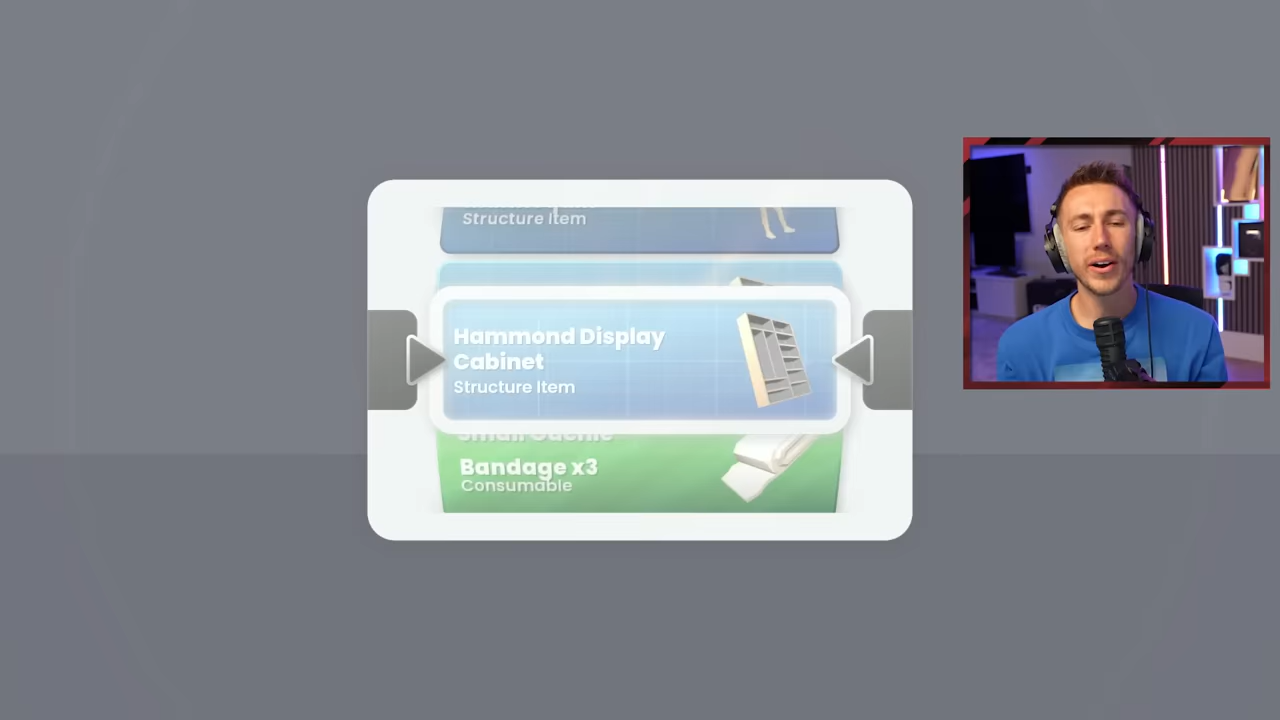 Structure Item
Hammond Display
Cabinet
Structure Item
Bandage x3
Consumable